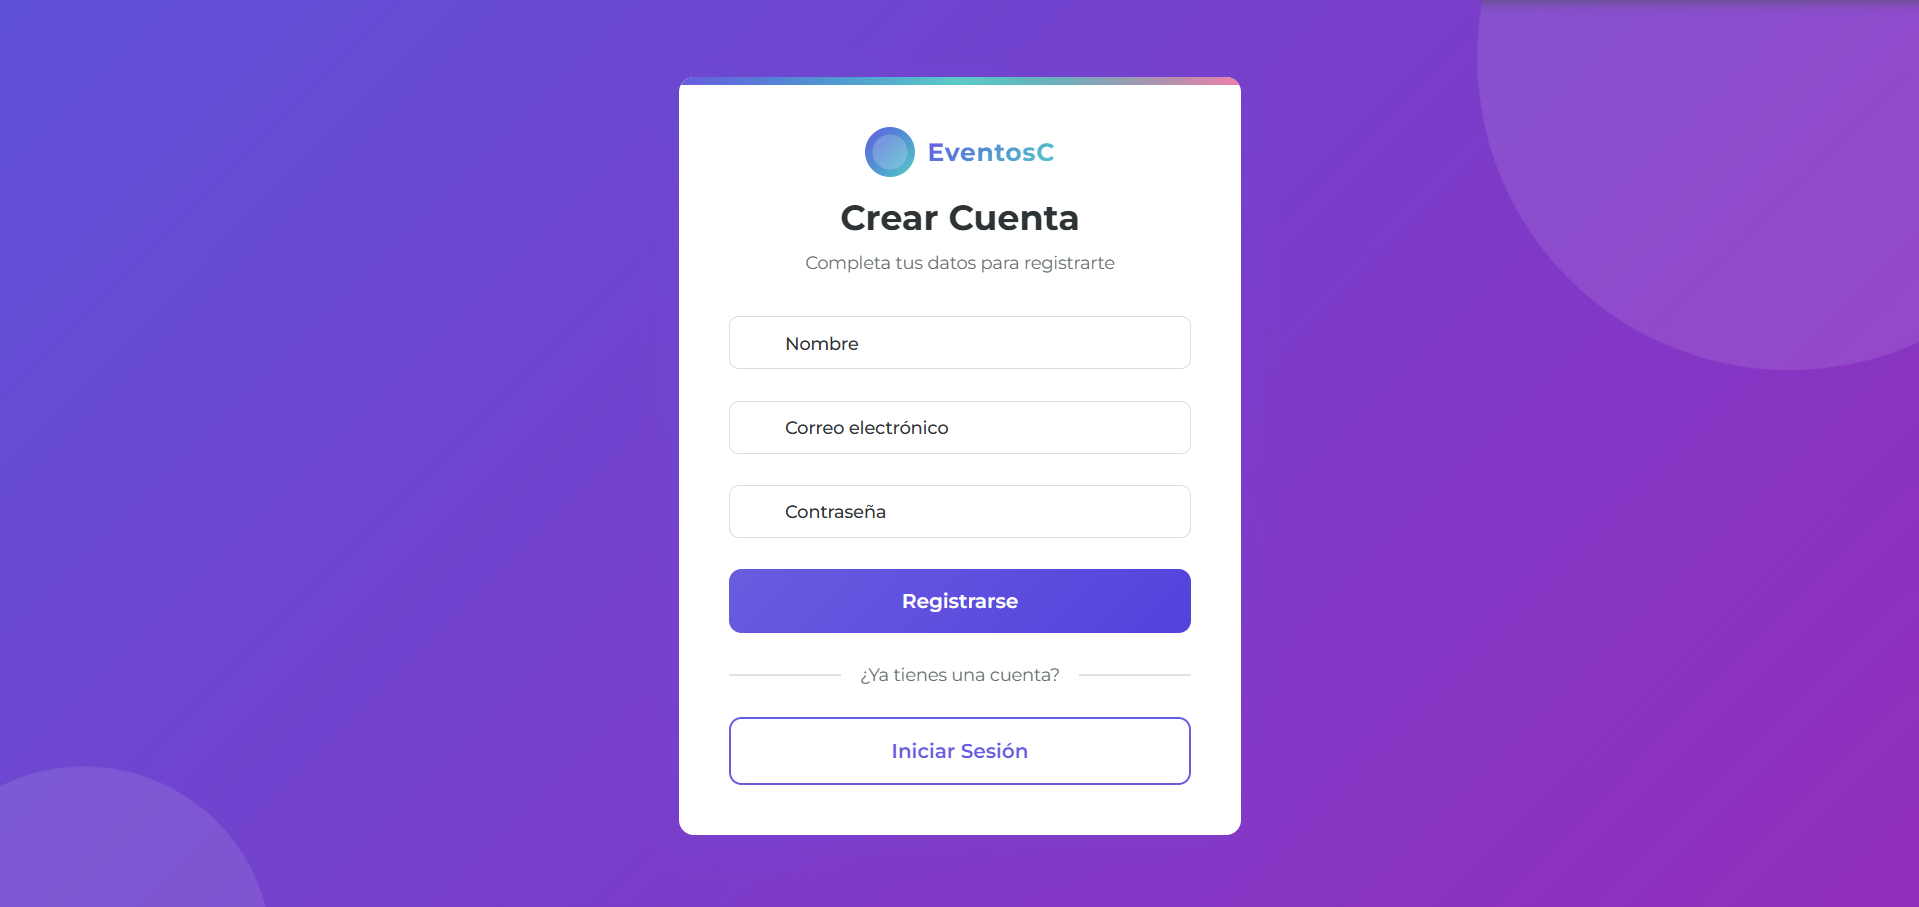 EventosC
Crear Cuenta
Completa tus datos para registrarte
Nombre
Correo electrónico
Contraseña
Registrarse
¿Ya tienes una cuenta?
Iniciar Sesión